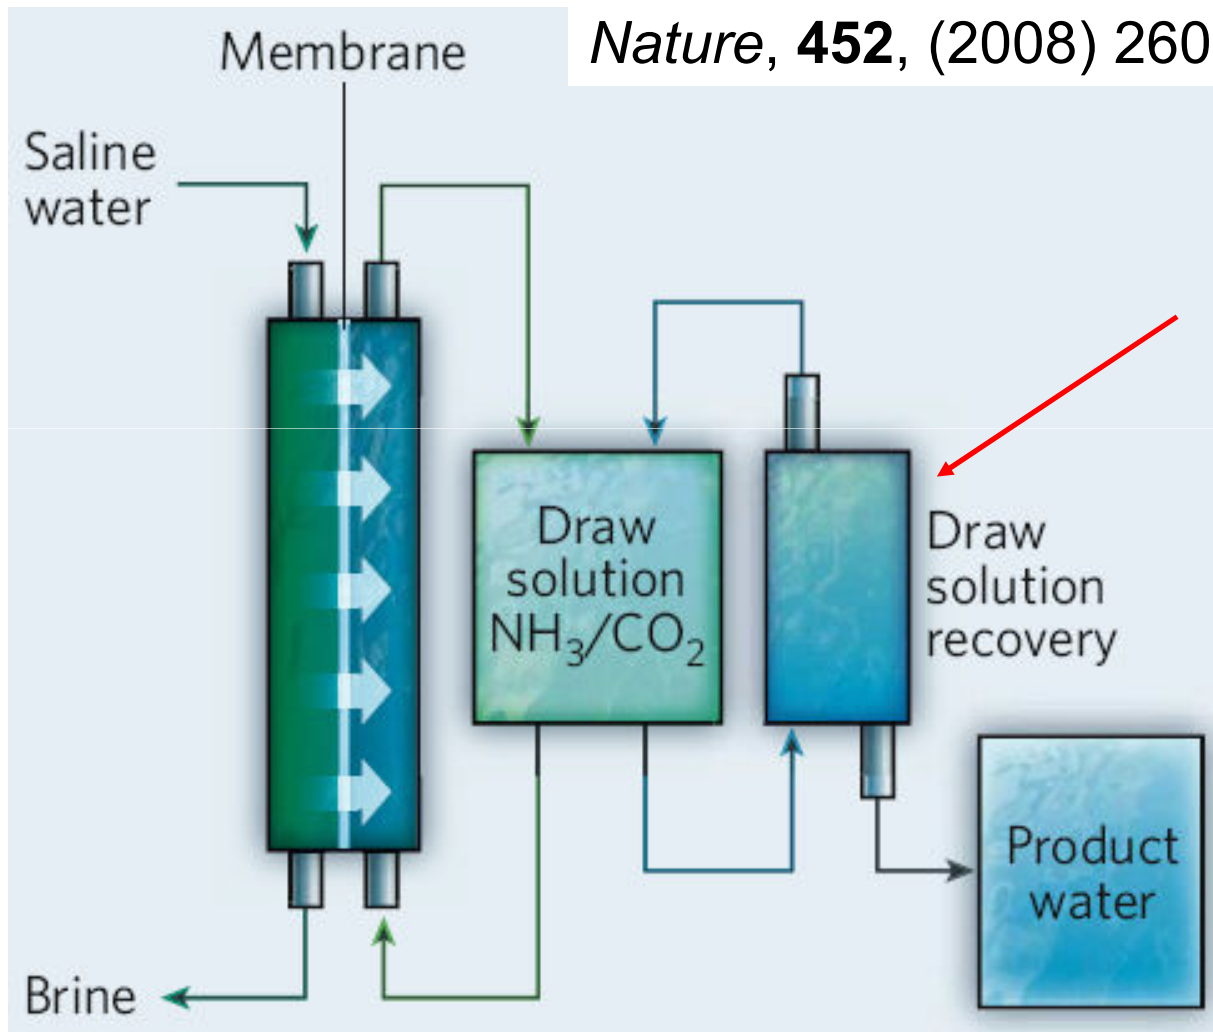 Nature, 452, (2008) 260
Membrane
Saline
water
Draw
solution
NH₃/CO₂
Draw
solution
recovery
Product
water
Brine